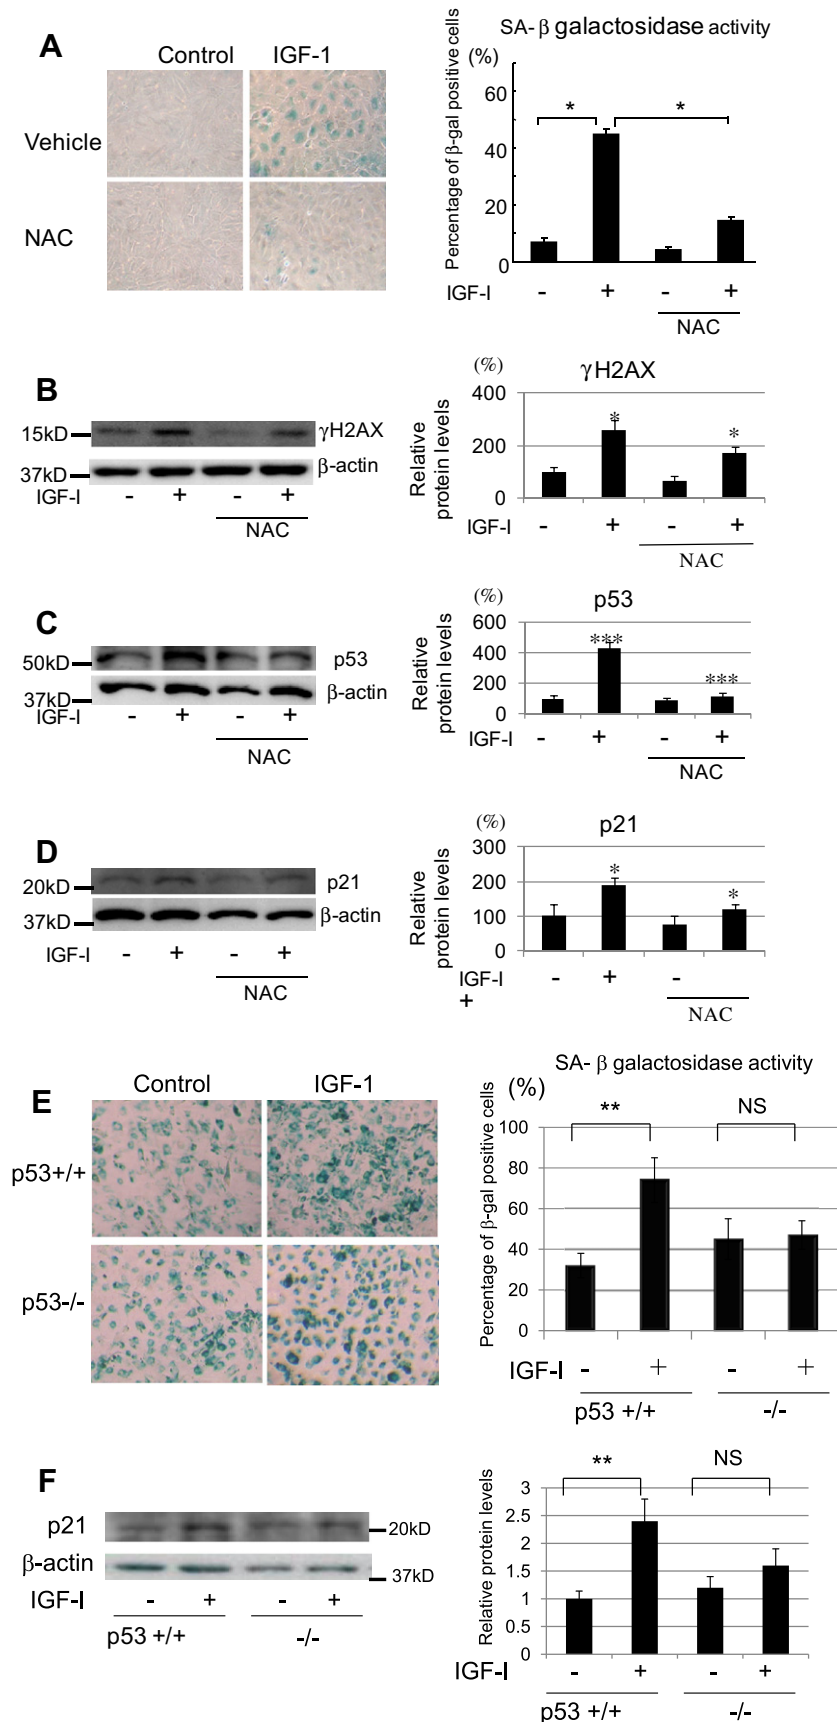 A
Control IGF-1
Vehicle
NAC
SA- β galactosidase activity
(%)
Percentage of β-gal positive cells
60
40
20
0
* *
IGF-I - + - +
NAC
B
15kD γH2AX
37kD β-actin
IGF-I - + - +
NAC
(%)
γH2AX
Relative protein levels
400
200
0
* *
IGF-I - + - +
NAC
C
50kD p53
37kD β-actin
IGF-I - + - +
NAC
(%)
p53
Relative protein levels
600
400
200
0
*** ***
IGF-I - + - +
NAC
D
20kD p21
37kD β-actin
IGF-I - + - +
NAC
(%)
p21
Relative protein levels
300
200
100
0
* *
IGF-I - + -
+
NAC
E
Control IGF-1
p53+/+
p53-/-
SA- β galactosidase activity
(%)
Percentage of β-gal positive cells
100
80
60
40
20
0
** NS
IGF-I - + - +
p53 +/+ -/-
F
p21 20kD
β-actin 37kD
IGF-I - + - +
p53 +/+ -/-
Relative protein levels
3
2.5
2
1.5
1
0.5
0
** NS
IGF-I - + - +
p53 +/+ -/-